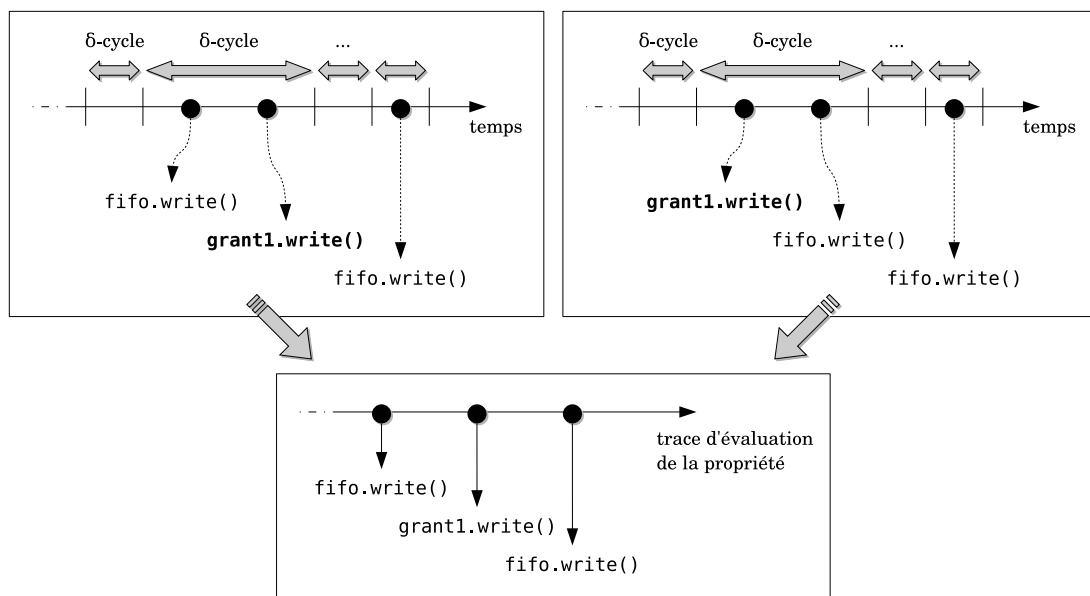 δ-cycle
δ-cycle
...
temps
fifo.write()
grant1.write()
fifo.write()
δ-cycle
δ-cycle
...
temps
grant1.write()
fifo.write()
fifo.write()
trace d'évaluation
de la propriété
fifo.write()
grant1.write()
fifo.write()